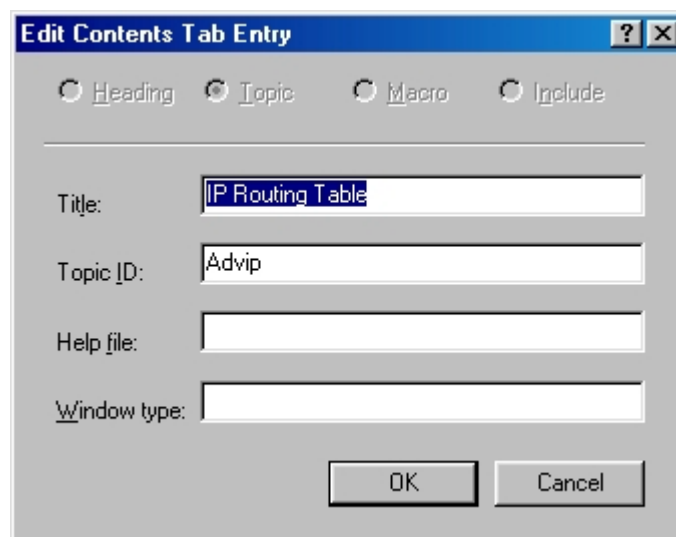 Edit Contents Tab Entry
Heading Topic Macro Include
Title: IP Routing Table
Topic ID: Advip
Help file:
Window type:
OK Cancel